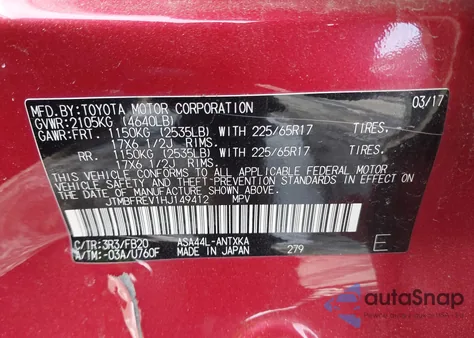 MFD.BY:TOYOTA MOTOR CORPORATION 03/17
GVWR:2105KG (4640LB)
GAWR:FRT. 1150KG (2535LB) WITH 225/65R17 TIRES.--
17X6 1/2J RIMS.
RR. 1150KG (2535LB) WITH 225/65R17 TIRES.--
17X6 1/2J RIMS.
THIS VEHICLE CONFORMS TO ALL APPLICABLE FEDERAL MOTOR
VEHICLE SAFETY AND BUMPER STANDARDS IN EFFECT ON THE DATE OF
MANUFACTURE SHOWN ABOVE.
JTMBFREV1HJ149412 MPV
C/TR:3R3/FB20 ASA44L-ANTXKA
A/TM:-03A/U760F MADE IN JAPAN 279 E
autoSnap